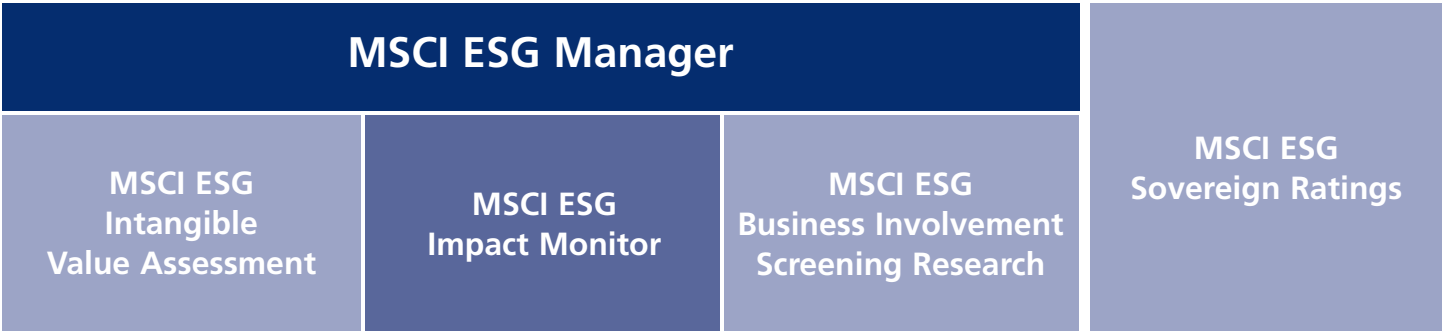 MSCI ESG Manager
MSCI ESG
Intangible
Value Assessment
MSCI ESG
Impact Monitor
MSCI ESG
Business Involvement
Screening Research
MSCI ESG
Sovereign Ratings